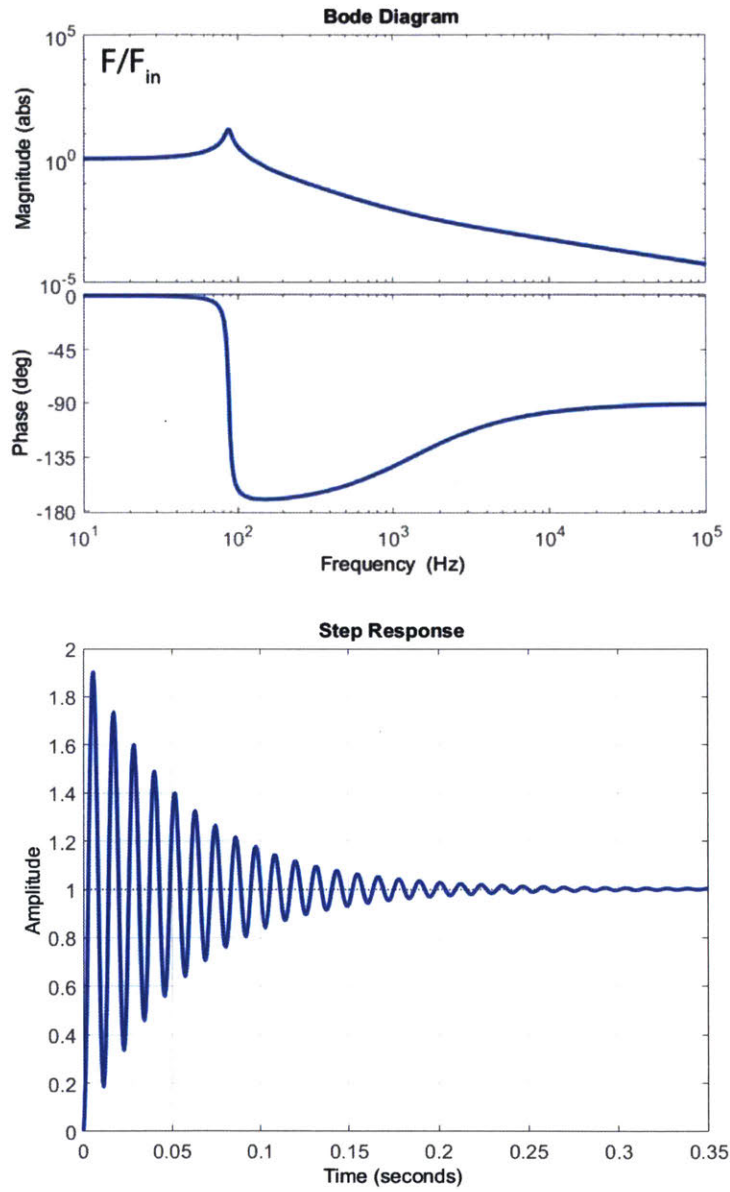 Bode Diagram
F/F_in
Magnitude (abs)
10^5
10^0
10^-5
Phase (deg)
0
-45
-90
-135
-180
10^1 10^2 10^3 10^4 10^5
Frequency (Hz)
Step Response
Amplitude
2
1.8
1.6
1.4
1.2
1
0.8
0.6
0.4
0.2
0
0 0.05 0.1 0.15 0.2 0.25 0.3 0.35
Time (seconds)